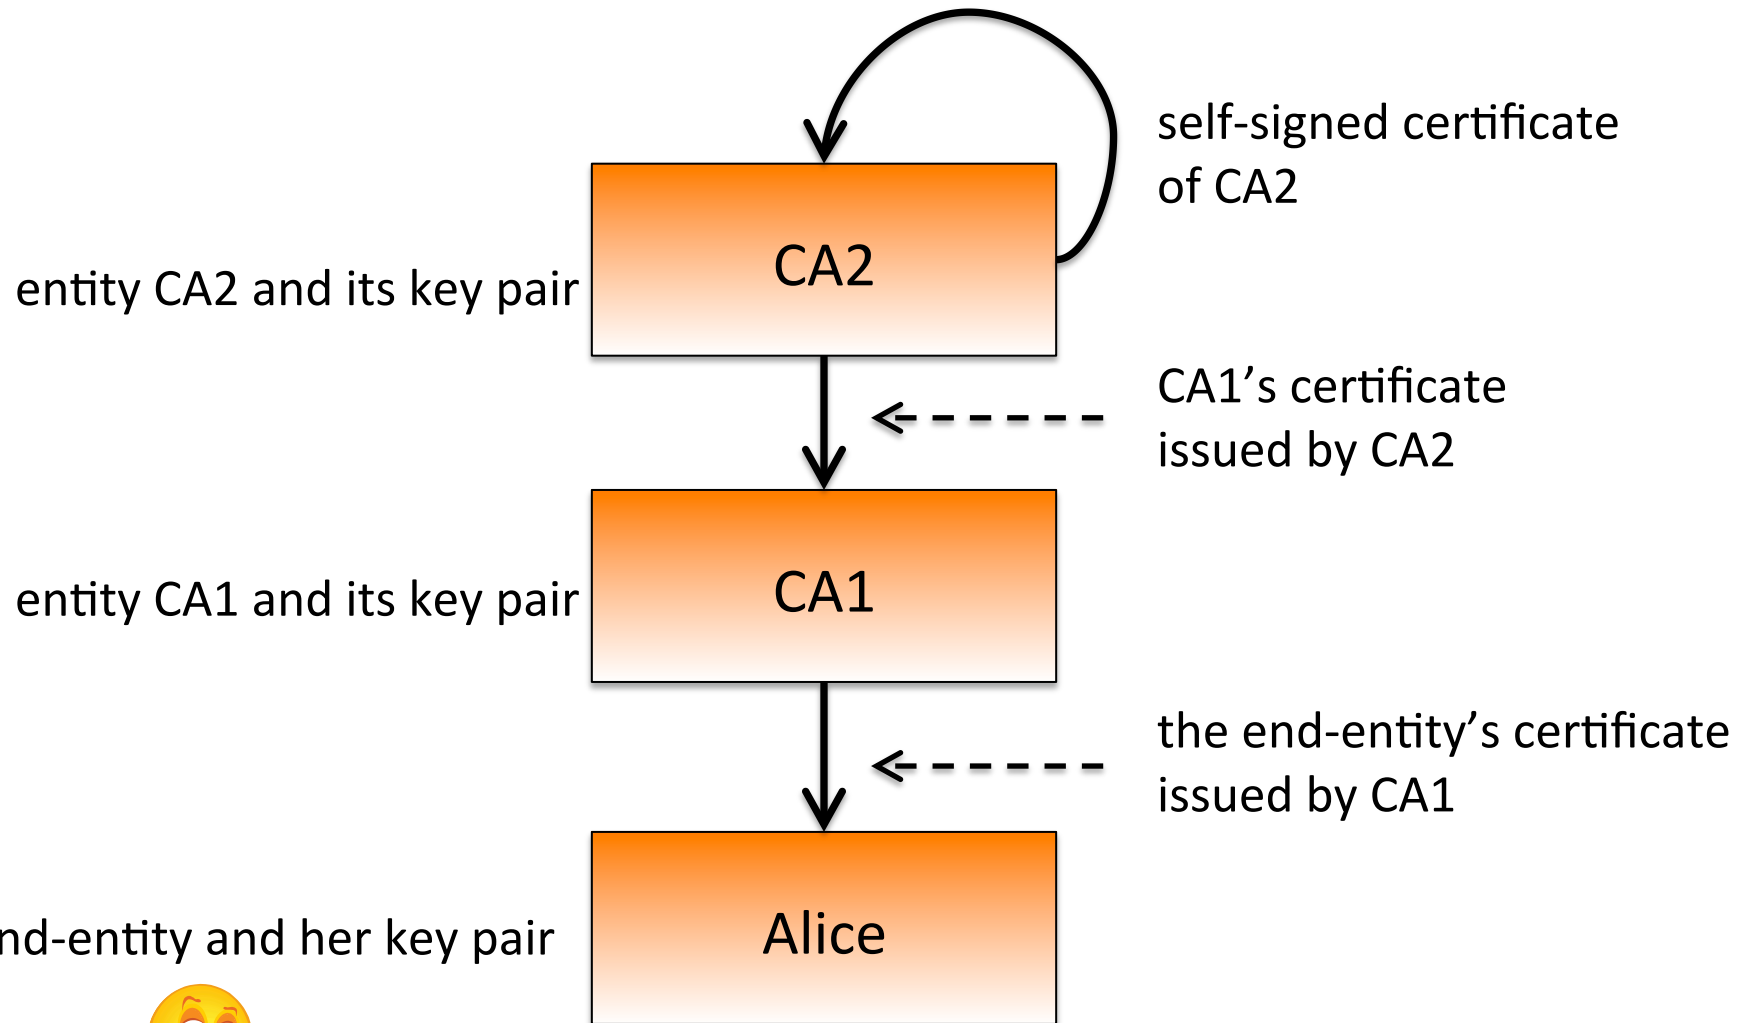 self-signed certificate
of CA2
CA2
entity CA2 and its key pair
CA1’s certificate
issued by CA2
CA1
entity CA1 and its key pair
the end-entity’s certificate
issued by CA1
Alice
nd-entity and her key pair